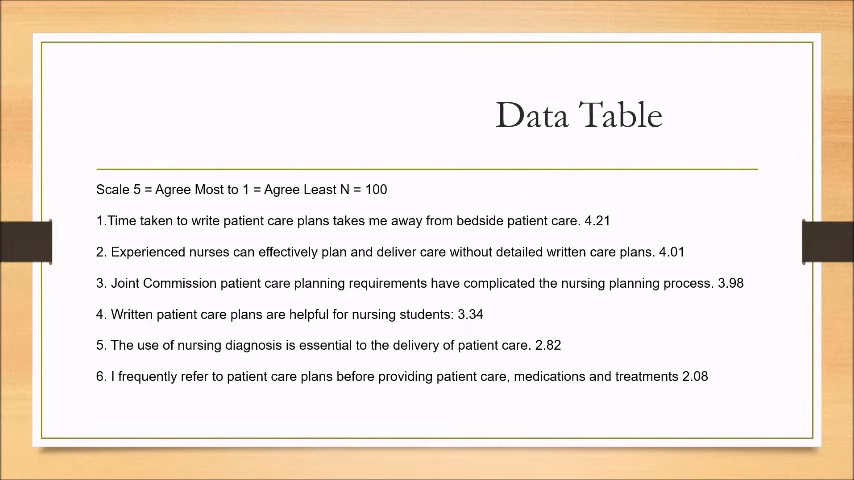 Data Table
Scale 5 = Agree Most to 1 = Agree Least N = 100
1.Time taken to write patient care plans takes me away from bedside patient care. 4.21
2. Experienced nurses can effectively plan and deliver care without detailed written care plans. 4.01
3. Joint Commission patient care planning requirements have complicated the nursing planning process. 3.98
4. Written patient care plans are helpful for nursing students: 3.34
5. The use of nursing diagnosis is essential to the delivery of patient care. 2.82
6. I frequently refer to patient care plans before providing patient care, medications and treatments 2.08